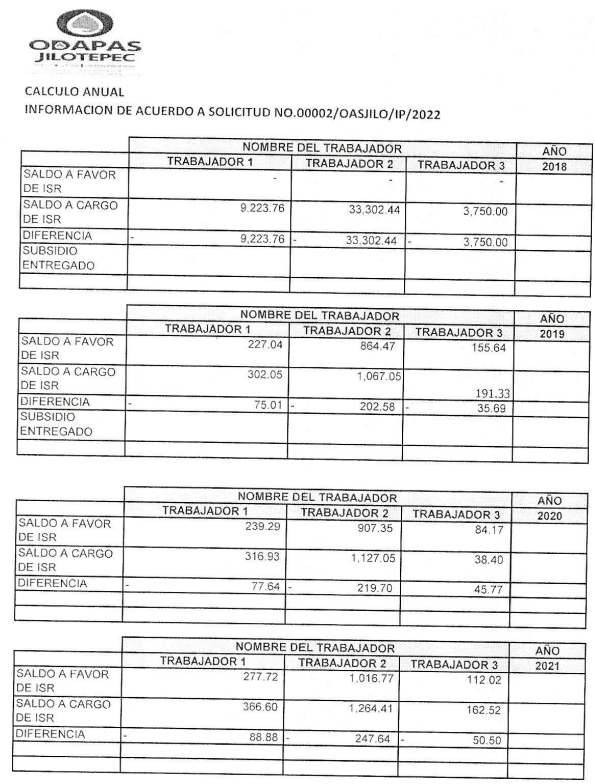 ODAPAS
JILOTEPEC
CALCULO ANUAL
INFORMACION DE ACUERDO A SOLICITUD NO.00002/OASJILO/IP/2022
NOMBRE DEL TRABAJADOR AÑO
TRABAJADOR 1 TRABAJADOR 2 TRABAJADOR 3 2018
SALDO A FAVOR - - -
DE ISR
SALDO A CARGO 9,223.76 33,302.44 3,750.00
DE ISR
DIFERENCIA - 9,223.76 - 33,302.44 - 3,750.00
SUBSIDIO
ENTREGADO
NOMBRE DEL TRABAJADOR AÑO
TRABAJADOR 1 TRABAJADOR 2 TRABAJADOR 3 2019
SALDO A FAVOR 227.04 864.47 155.64
DE ISR
SALDO A CARGO 302.05 1,067.05
DE ISR 191.33
DIFERENCIA - 75.01 - 202.58 - 35.69
SUBSIDIO
ENTREGADO
NOMBRE DEL TRABAJADOR AÑO
TRABAJADOR 1 TRABAJADOR 2 TRABAJADOR 3 2020
SALDO A FAVOR 239.29 907.35 84.17
DE ISR
SALDO A CARGO 316.93 1,127.05 38.40
DE ISR
DIFERENCIA - 77.64 - 219.70 45.77
NOMBRE DEL TRABAJADOR AÑO
TRABAJADOR 1 TRABAJADOR 2 TRABAJADOR 3 2021
SALDO A FAVOR 277.72 1,016.77 112.02
DE ISR
SALDO A CARGO 366.60 1,264.41 162.52
DE ISR
DIFERENCIA - 88.88 - 247.64 - 50.50